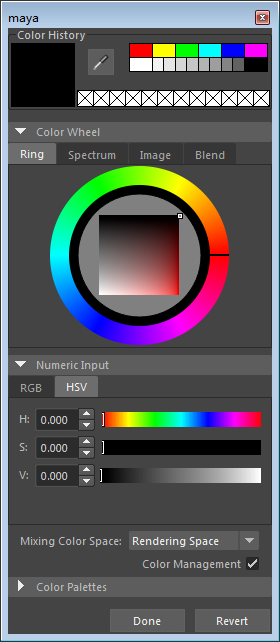 maya
Color History
Color Wheel
Ring Spectrum Image Blend
Numeric Input
RGB HSV
H: 0.000
S: 0.000
V: 0.000
Mixing Color Space: Rendering Space
Color Management
Color Palettes
Done Revert